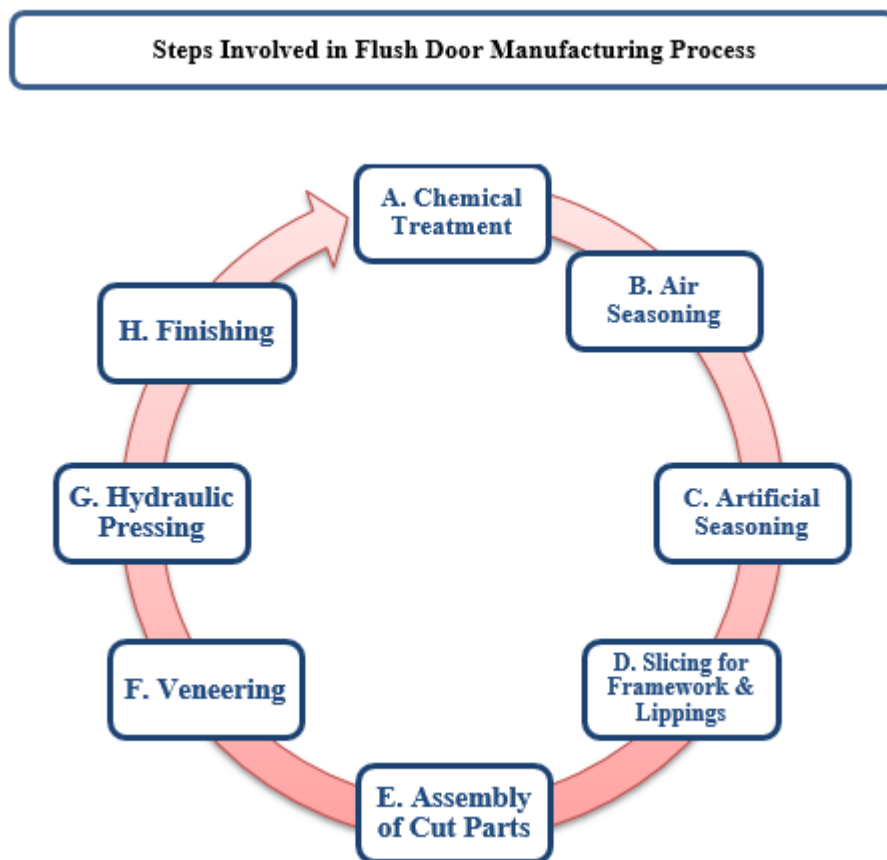 Steps Involved in Flush Door Manufacturing Process
A. Chemical
Treatment
B. Air
Seasoning
C. Artificial
Seasoning
D. Slicing for
Framework &
Lippings
E. Assembly
of Cut Parts
F. Veneering
G. Hydraulic
Pressing
H. Finishing